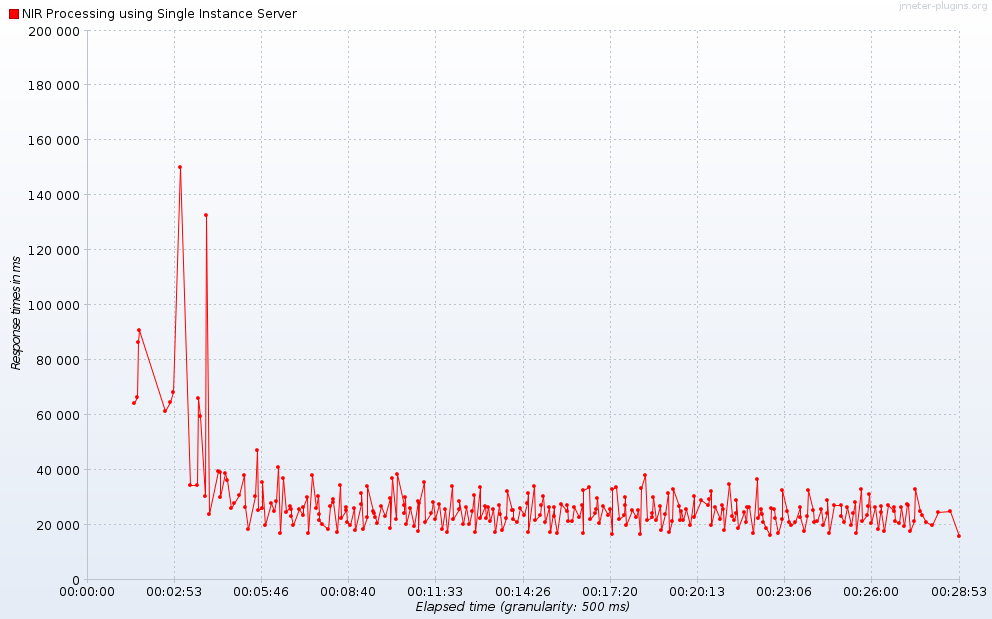 jmeter-plugins.org
NIR Processing using Single Instance Server
200 000
180 000
160 000
140 000
120 000
100 000
80 000
60 000
40 000
20 000
0
Response times in ms
00:00:00 00:02:53 00:05:46 00:08:40 00:11:33 00:14:26 00:17:20 00:20:13 00:23:06 00:26:00 00:28:53
Elapsed time (granularity: 500 ms)